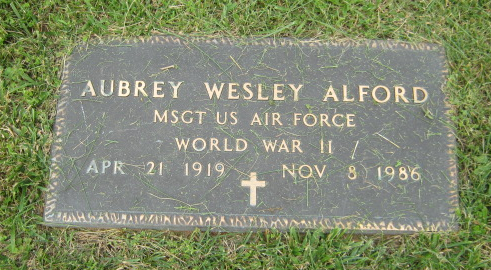 AUBREY WESLEY ALFORD
MSGT US AIR FORCE
WORLD WAR II
APR 21 1919 NOV 8 1986